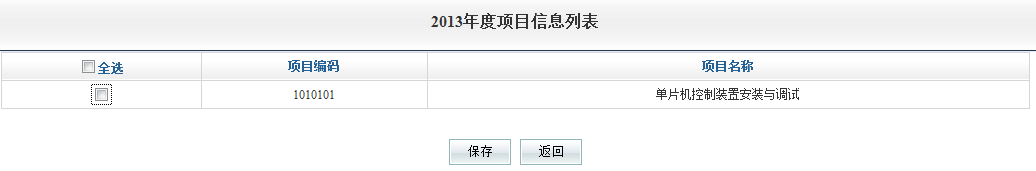 2013年度项目信息列表
全选 项目编码 项目名称
1010101 单片机控制装置安装与调试
保存 返回